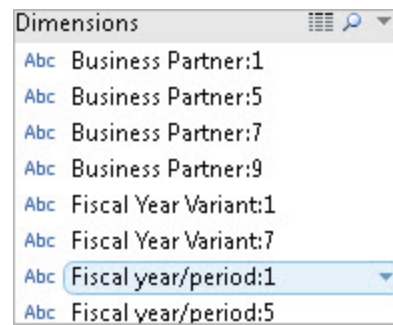 Dimensions
Abc Business Partner:1
Abc Business Partner:5
Abc Business Partner:7
Abc Business Partner:9
Abc Fiscal Year Variant:1
Abc Fiscal Year Variant:7
Abc Fiscal year/period:1
Abc Fiscal year/period:5